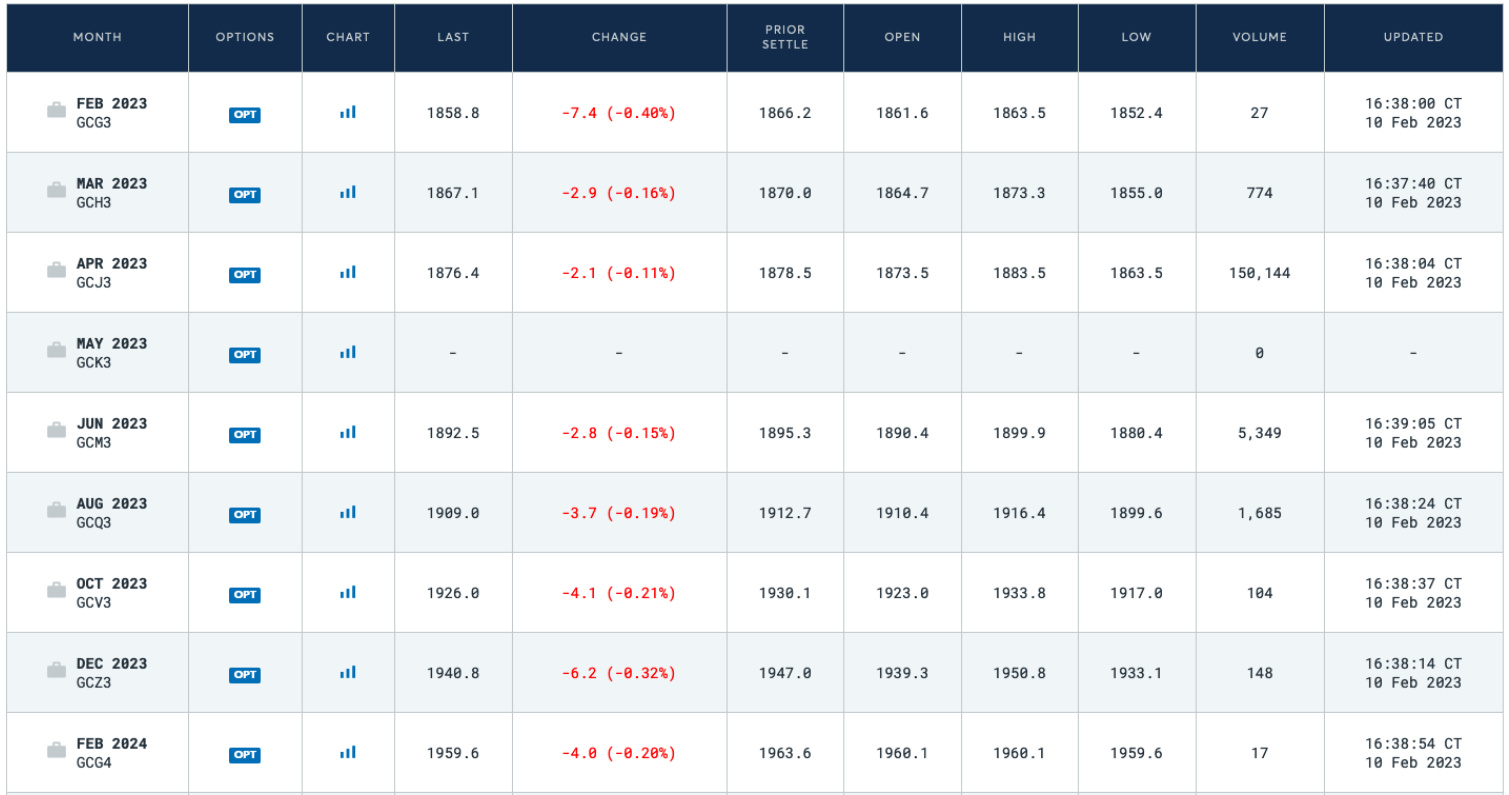 MONTH OPTIONS CHART LAST CHANGE PRIOR SETTLE OPEN HIGH LOW VOLUME UPDATED
FEB 2023 GCG3 OPT 1858.8 -7.4 (-0.40%) 1866.2 1861.6 1863.5 1852.4 27 16:38:00 CT 10 Feb 2023
MAR 2023 GCH3 OPT 1867.1 -2.9 (-0.16%) 1870.0 1864.7 1873.3 1855.0 774 16:37:40 CT 10 Feb 2023
APR 2023 GCJ3 OPT 1876.4 -2.1 (-0.11%) 1878.5 1873.5 1883.5 1863.5 150,144 16:38:04 CT 10 Feb 2023
MAY 2023 GCK3 OPT - - - - - - 0 -
JUN 2023 GCM3 OPT 1892.5 -2.8 (-0.15%) 1895.3 1890.4 1899.9 1880.4 5,349 16:39:05 CT 10 Feb 2023
AUG 2023 GCQ3 OPT 1909.0 -3.7 (-0.19%) 1912.7 1910.4 1916.4 1899.6 1,685 16:38:24 CT 10 Feb 2023
OCT 2023 GCV3 OPT 1926.0 -4.1 (-0.21%) 1930.1 1923.0 1933.8 1917.0 104 16:38:37 CT 10 Feb 2023
DEC 2023 GCZ3 OPT 1940.8 -6.2 (-0.32%) 1947.0 1939.3 1950.8 1933.1 148 16:38:14 CT 10 Feb 2023
FEB 2024 GCG4 OPT 1959.6 -4.0 (-0.20%) 1963.6 1960.1 1960.1 1959.6 17 16:38:54 CT 10 Feb 2023